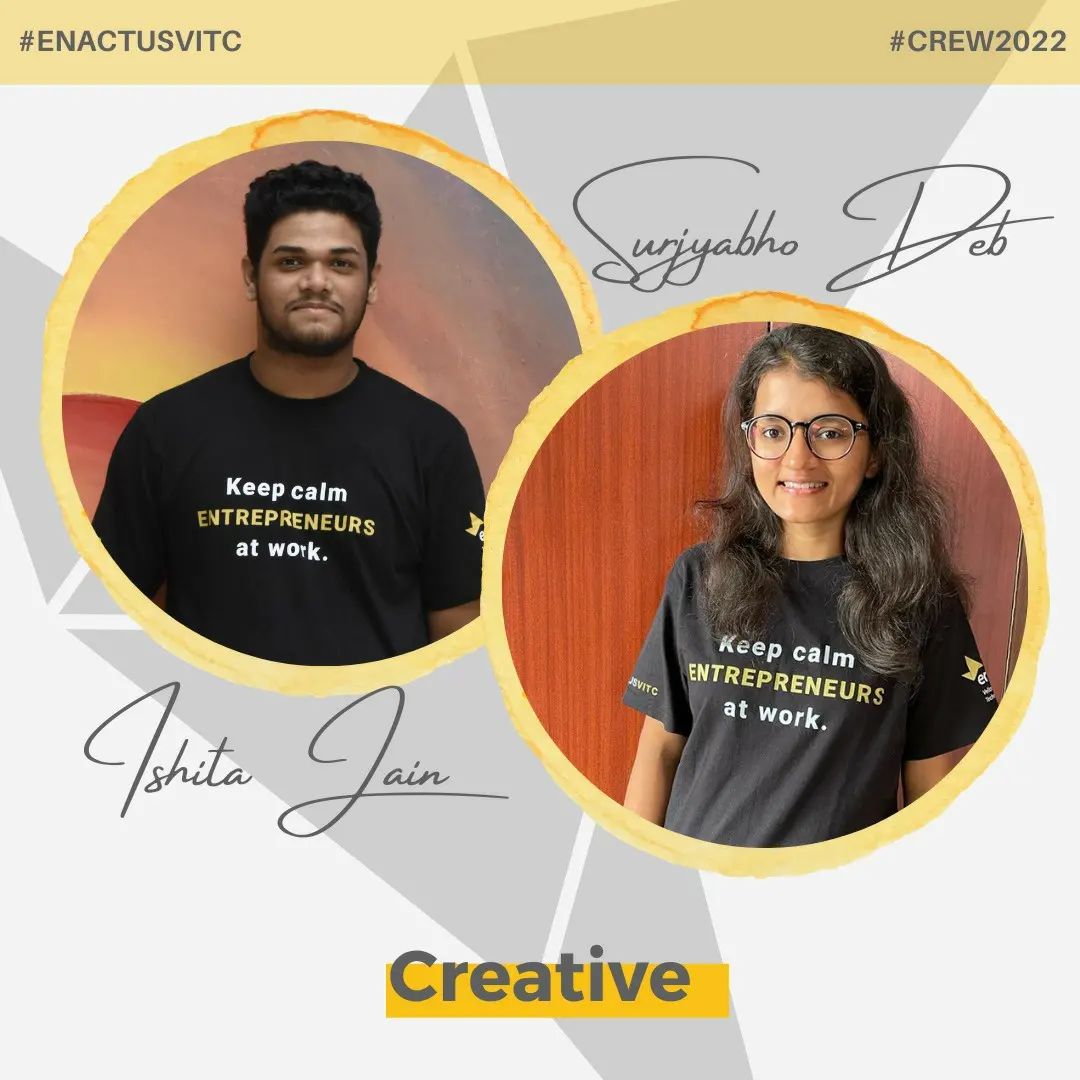 #ENACTUSVITC
#CREW2022
Surjyabho Deb
Keep calm
ENTREPRENEURS
at work.
Keep calm
ENTREPRENEURS
at work.
Ishita Jain
Creative